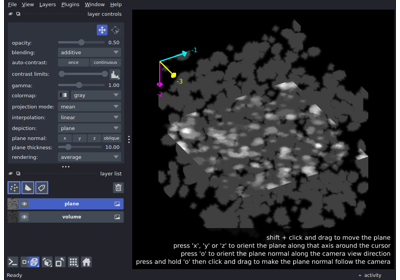 File View Layers Plugins Window Help
layer controls
opacity: 0.50
blending: additive
auto-contrast: once continuous
contrast limits:
gamma: 1.00
colormap: gray
projection mode: mean
interpolation: linear
depiction: plane
plane normal: x y z oblique
plane thickness: 10.00
rendering: average
layer list
plane
volume
-1
-3
shift + click and drag to move the plane
press 'x', 'y' or 'z' to orient the plane along that axis around the cursor
press 'o' to orient the plane normal along the camera view direction
press and hold 'o' then click and drag to make the plane normal follow the camera
Ready
activity